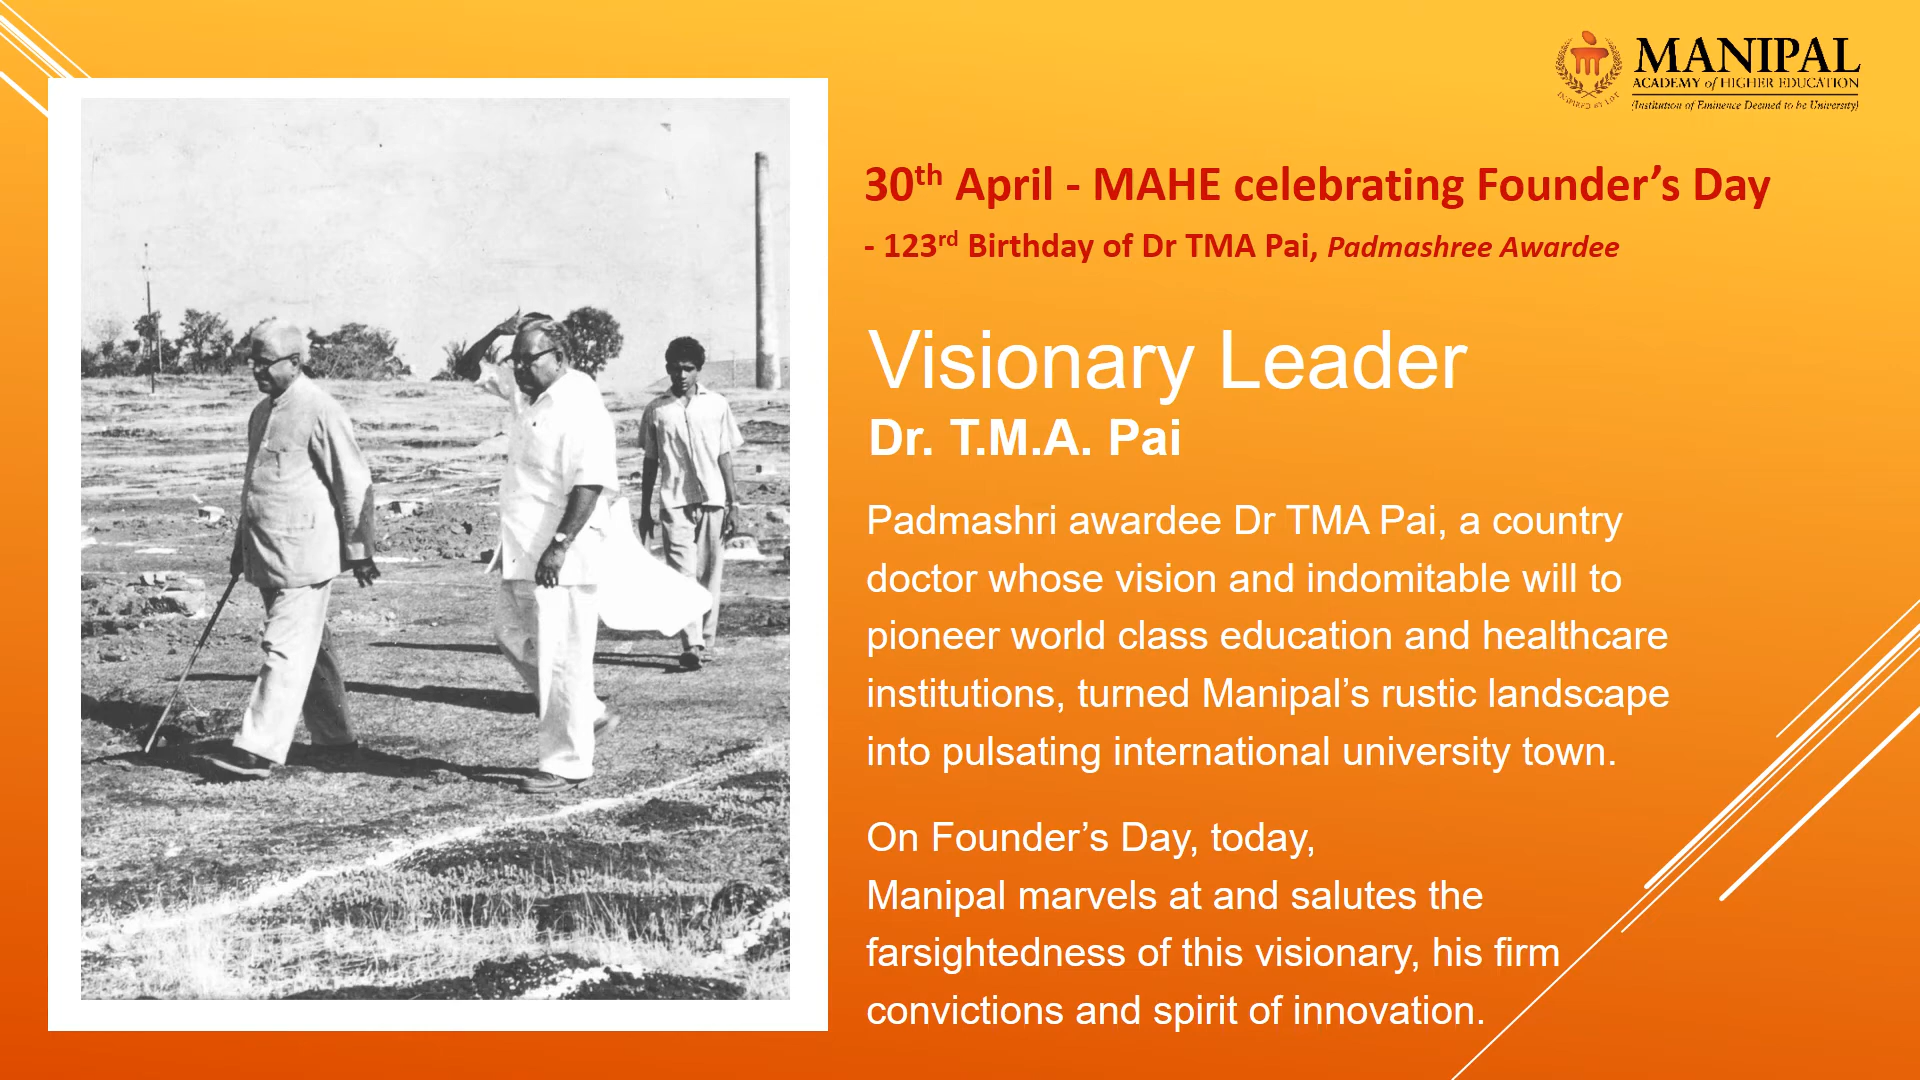 MANIPAL
ACADEMY of HIGHER EDUCATION
(Institution of Eminence Deemed to be University)
INSPIRED BY LIFE
30th April - MAHE celebrating Founder’s Day
- 123rd Birthday of Dr TMA Pai, Padmashree Awardee
Visionary Leader
Dr. T.M.A. Pai
Padmashri awardee Dr TMA Pai, a country
doctor whose vision and indomitable will to
pioneer world class education and healthcare
institutions, turned Manipal’s rustic landscape
into pulsating international university town.
On Founder’s Day, today,
Manipal marvels at and salutes the
farsightedness of this visionary, his firm
convictions and spirit of innovation.